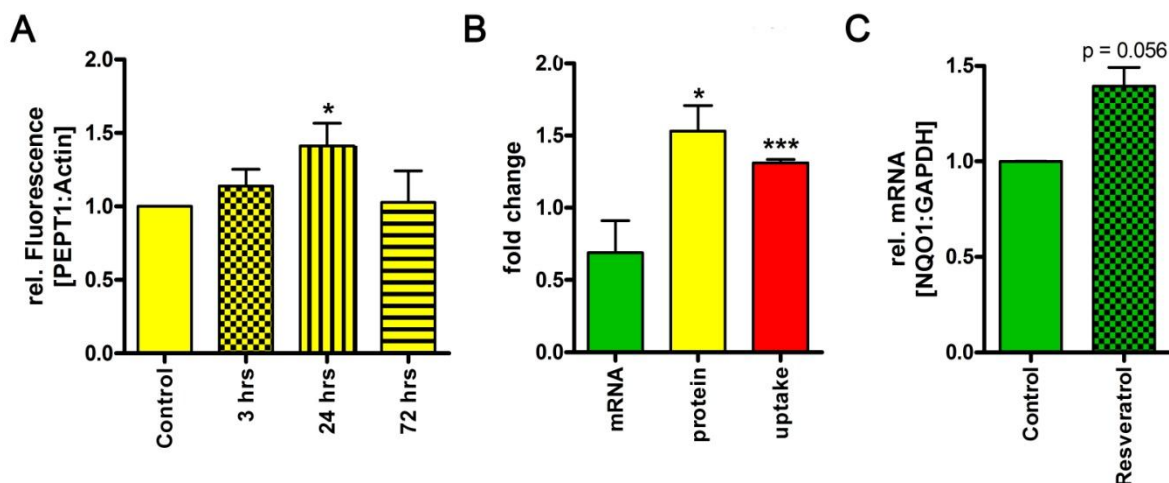 A
rel. Fluorescence
[PEPT1:Actin]
2.0
1.5
1.0
0.5
0.0
*
Control
3 hrs
24 hrs
72 hrs
B
fold change
2.0
1.5
1.0
0.5
0.0
*
***
mRNA
protein
uptake
C
rel. mRNA
[NQO1:GAPDH]
p = 0.056
1.5
1.0
0.5
0.0
Control
Resveratrol